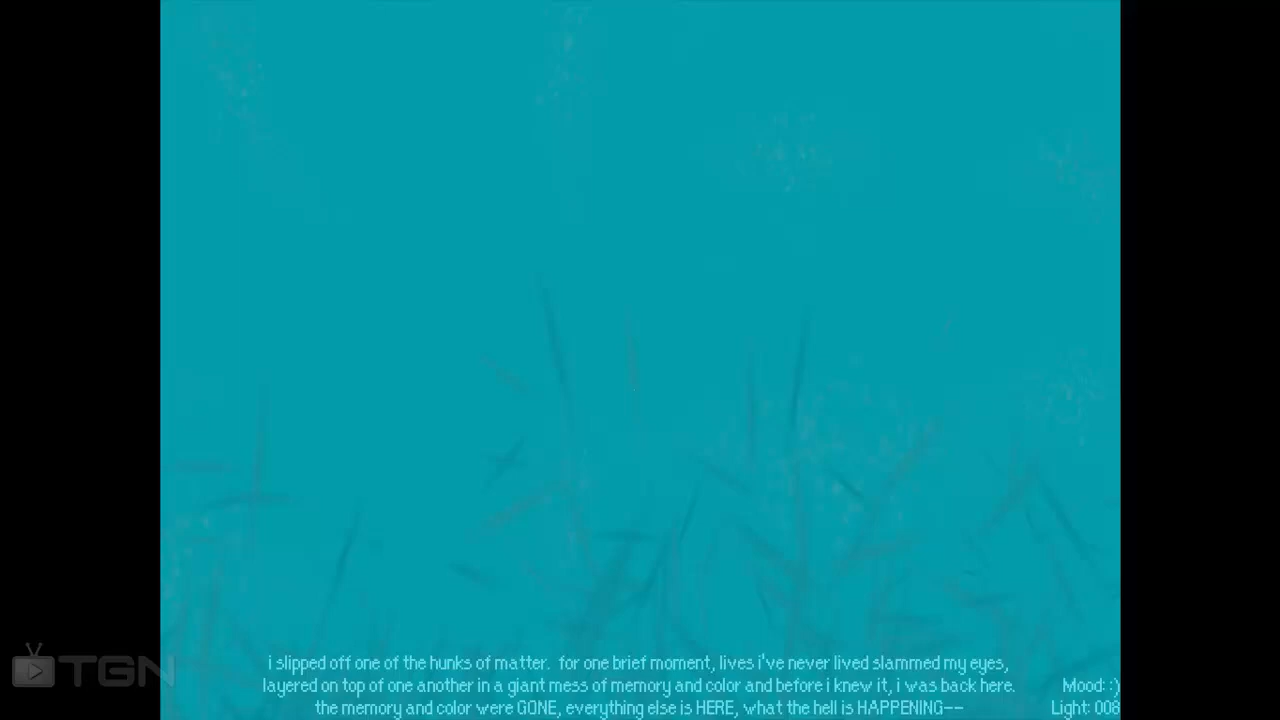 i slipped off one of the hunks of matter.  for one brief moment, lives i've never lived slammed my eyes,
layered on top of one another in a giant mess of memory and color and before i knew it, i was back here.
the memory and color were GONE, everything else is HERE, what the hell is HAPPENING--
Mood: :)
Light: 008
TGN